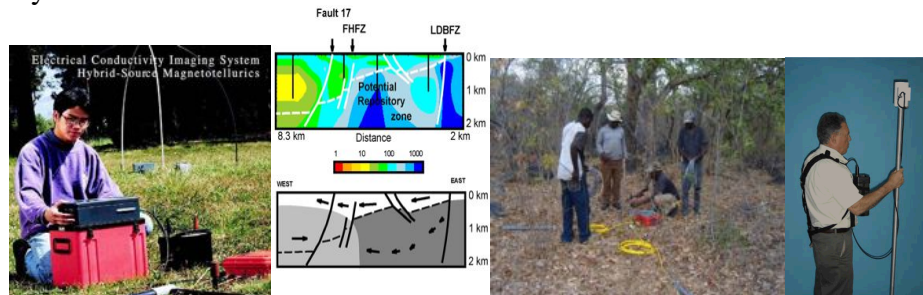 Electrical Conductivity Imaging System
Hybrid-Source Magnetotellurics
Fault 17
FHFZ
LDBFZ
0 km
Potential
Repository
zone
1 km
2 km
8.3 km
Distance
2 km
1 10 100 1000
WEST
EAST
0 km
1 km
2 km